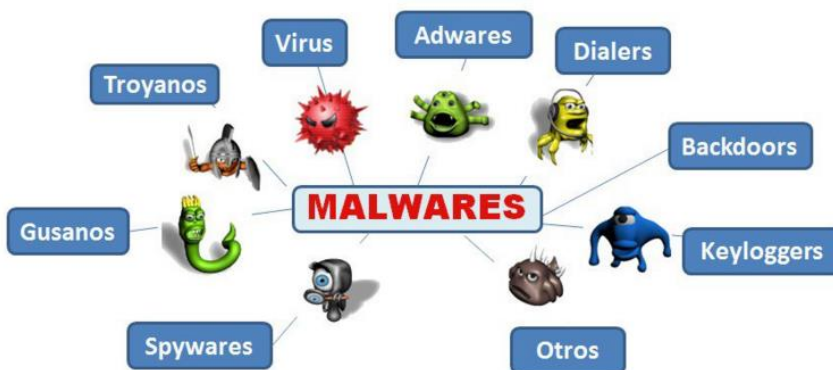 Virus
Adwares
Dialers
Troyanos
Backdoors
MALWARES
Gusanos
Keyloggers
Spywares
Otros